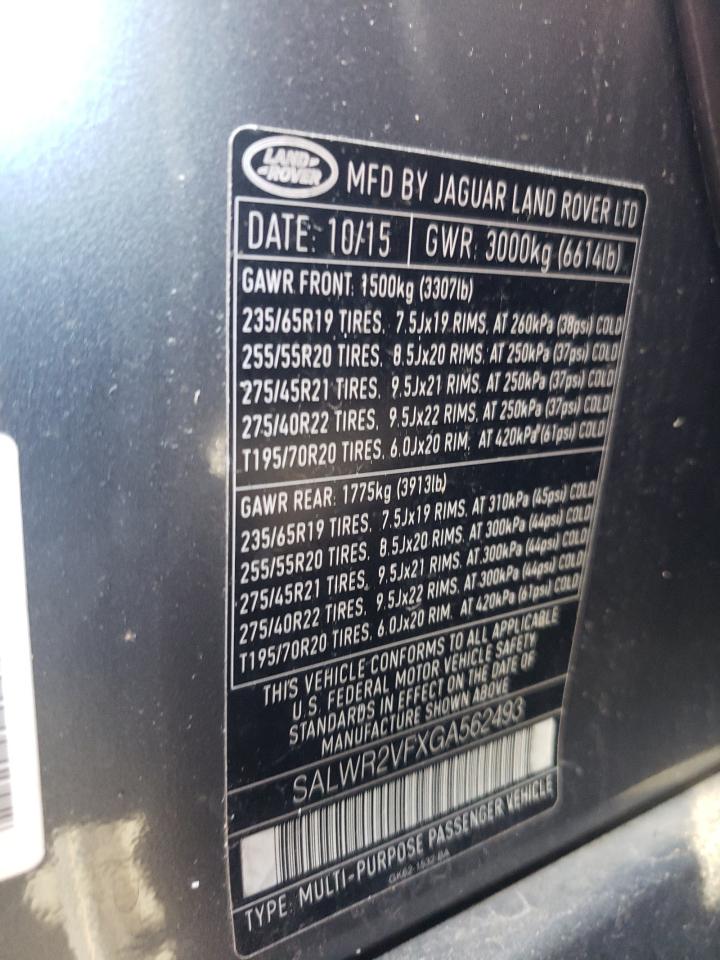 LAND-
-ROVER
MFD BY JAGUAR LAND ROVER LTD
DATE: 10/15 GWR: 3000kg (6614lb)
GAWR FRONT: 1500kg (3307lb)
235/65R19 TIRES, 7.5Jx19 RIMS, AT 260kPa (38psi) COLD
255/55R20 TIRES, 8.5Jx20 RIMS, AT 250kPa (37psi) COLD
275/45R21 TIRES, 9.5Jx21 RIMS, AT 250kPa (37psi) COLD
275/40R22 TIRES, 9.5Jx22 RIMS, AT 250kPa (37psi) COLD
T195/70R20 TIRES, 6.0Jx20 RIM, AT 420kPa (61psi) COLD
GAWR REAR: 1775kg (3913lb)
235/65R19 TIRES, 7.5Jx19 RIMS, AT 310kPa (45psi) COLD
255/55R20 TIRES, 8.5Jx20 RIMS, AT 300kPa (44psi) COLD
275/45R21 TIRES, 9.5Jx21 RIMS, AT 300kPa (44psi) COLD
275/40R22 TIRES, 9.5Jx22 RIMS, AT 300kPa (44psi) COLD
T195/70R20 TIRES, 6.0Jx20 RIM, AT 420kPa (61psi) COLD
THIS VEHICLE CONFORMS TO ALL APPLICABLE
U.S. FEDERAL MOTOR VEHICLE SAFETY
STANDARDS IN EFFECT ON THE DATE OF
MANUFACTURE SHOWN ABOVE
SALWR2VFXGA562493
TYPE: MULTI-PURPOSE PASSENGER VEHICLE